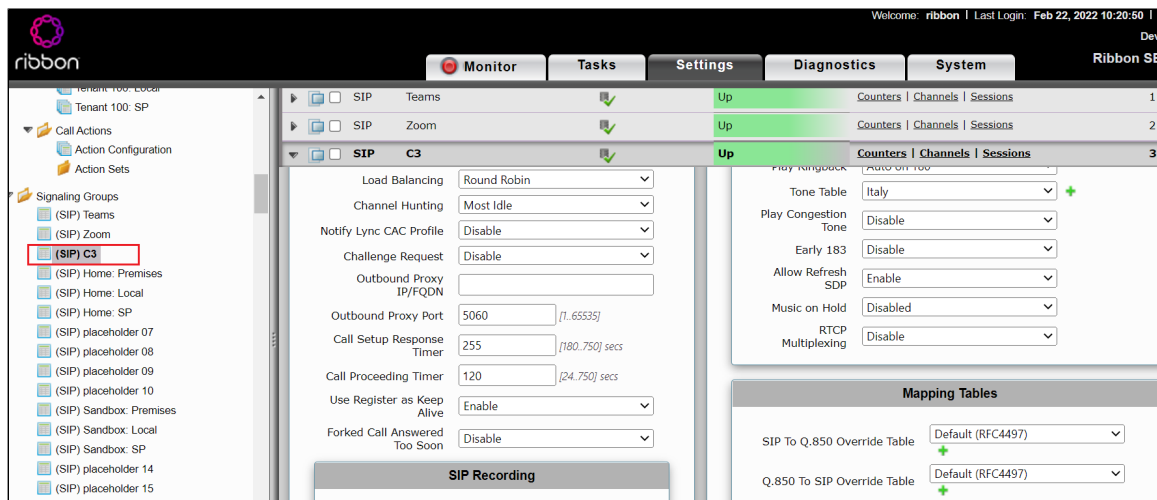 Welcome: ribbon | Last Login: Feb 22, 2022 10:20:50 |
ribbon
Monitor
Tasks
Settings
Diagnostics
System
Tenant 100: Local
Tenant 100: SP
Call Actions
Action Configuration
Action Sets
Signaling Groups
(SIP) Teams
(SIP) Zoom
(SIP) C3
(SIP) Home: Premises
(SIP) Home: Local
(SIP) Home: SP
(SIP) placeholder 07
(SIP) placeholder 08
(SIP) placeholder 09
(SIP) placeholder 10
(SIP) Sandbox: Premises
(SIP) Sandbox: Local
(SIP) Sandbox: SP
(SIP) placeholder 14
(SIP) placeholder 15
SIP Teams Up Counters | Channels | Sessions 1
SIP Zoom Up Counters | Channels | Sessions 2
SIP C3 Up Counters | Channels | Sessions 3
Load Balancing Round Robin
Channel Hunting Most Idle
Notify Lync CAC Profile Disable
Challenge Request Disable
Outbound Proxy
IP/FQDN
Outbound Proxy Port 5060 [1..65535]
Call Setup Response
Timer 255 [180..750] secs
Call Proceeding Timer 120 [24..750] secs
Use Register as Keep
Alive Enable
Forked Call Answered
Too Soon Disable
SIP Recording
Play Ringback Auto on 180
Tone Table Italy
Play Congestion
Tone Disable
Early 183 Disable
Allow Refresh
SDP Enable
Music on Hold Disabled
RTCP
Multiplexing Disable
Mapping Tables
SIP To Q.850 Override Table Default (RFC4497)
Q.850 To SIP Override Table Default (RFC4497)